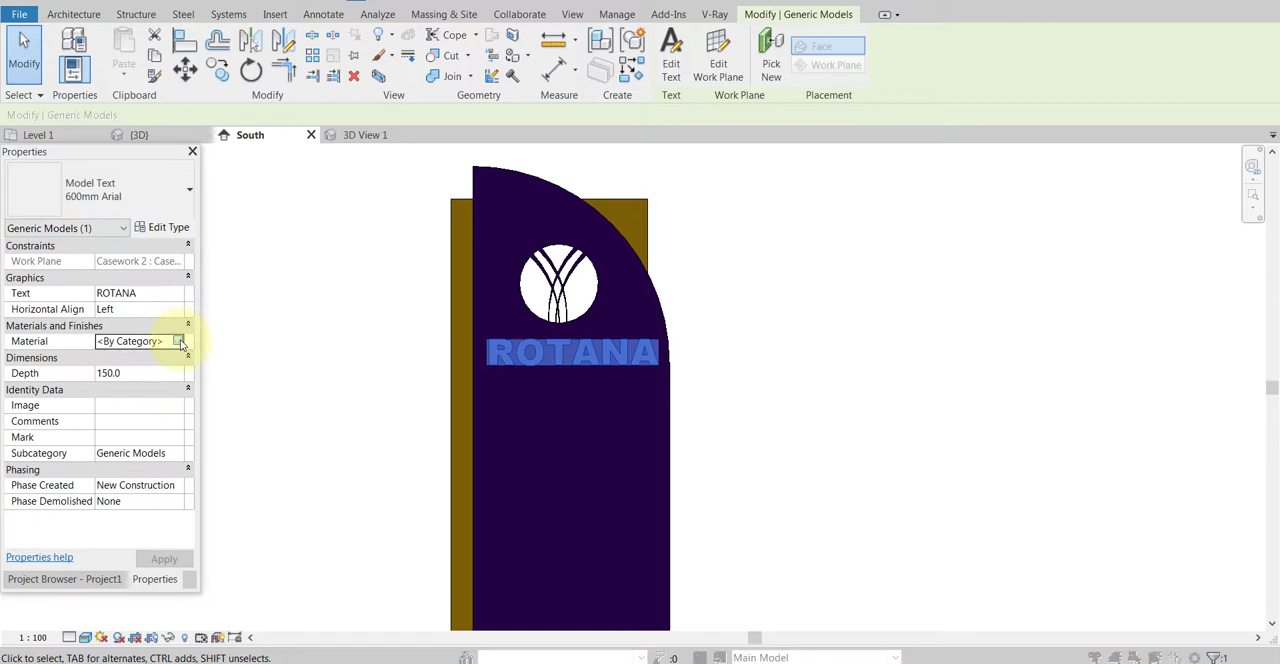 File Architecture Structure Steel Systems Insert Annotate Analyze Massing & Site Collaborate View Manage Add-Ins V-Ray Modify | Generic Models
Modify
Paste
Cope
Cut
Join
Edit Text
Edit Work Plane
Pick New
Face
Work Plane
Select Properties Clipboard Modify View Geometry Measure Create Text Work Plane Placement
Modify | Generic Models
Level 1 {3D} South 3D View 1
Properties
Model Text
600mm Arial
Generic Models (1) Edit Type
Constraints
Work Plane Casework 2 : Case...
Graphics
Text ROTANA
Horizontal Align Left
Materials and Finishes
Material <By Category>
Dimensions
Depth 150.0
Identity Data
Image
Comments
Mark
Subcategory Generic Models
Phasing
Phase Created New Construction
Phase Demolished None
Properties help Apply
Project Browser - Project1 Properties
ROTANA
1 : 100
Click to select, TAB for alternates, CTRL adds, SHIFT unselects. :0 Main Model :1